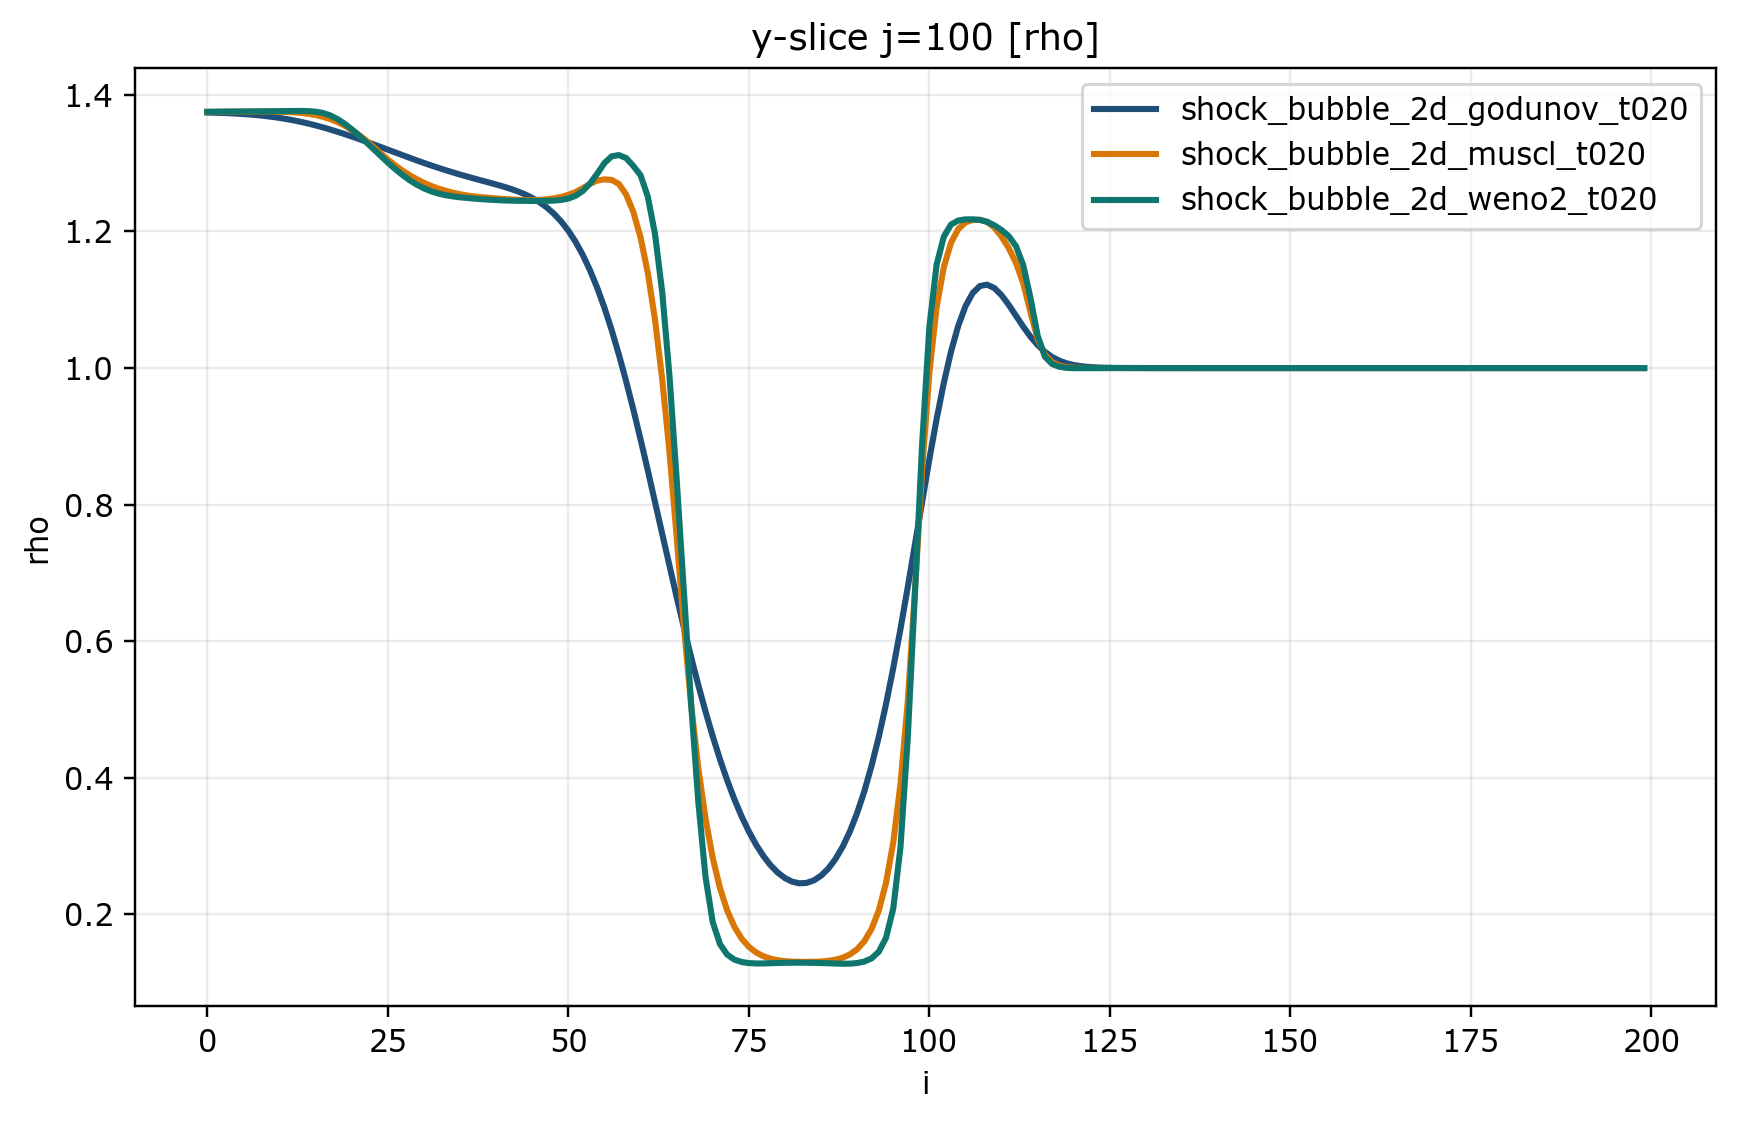 y-slice j=100 [rho]
shock_bubble_2d_godunov_t020
shock_bubble_2d_muscl_t020
shock_bubble_2d_weno2_t020
1.4
1.2
1.0
0.8
0.6
0.4
0.2
rho
0 25 50 75 100 125 150 175 200
i